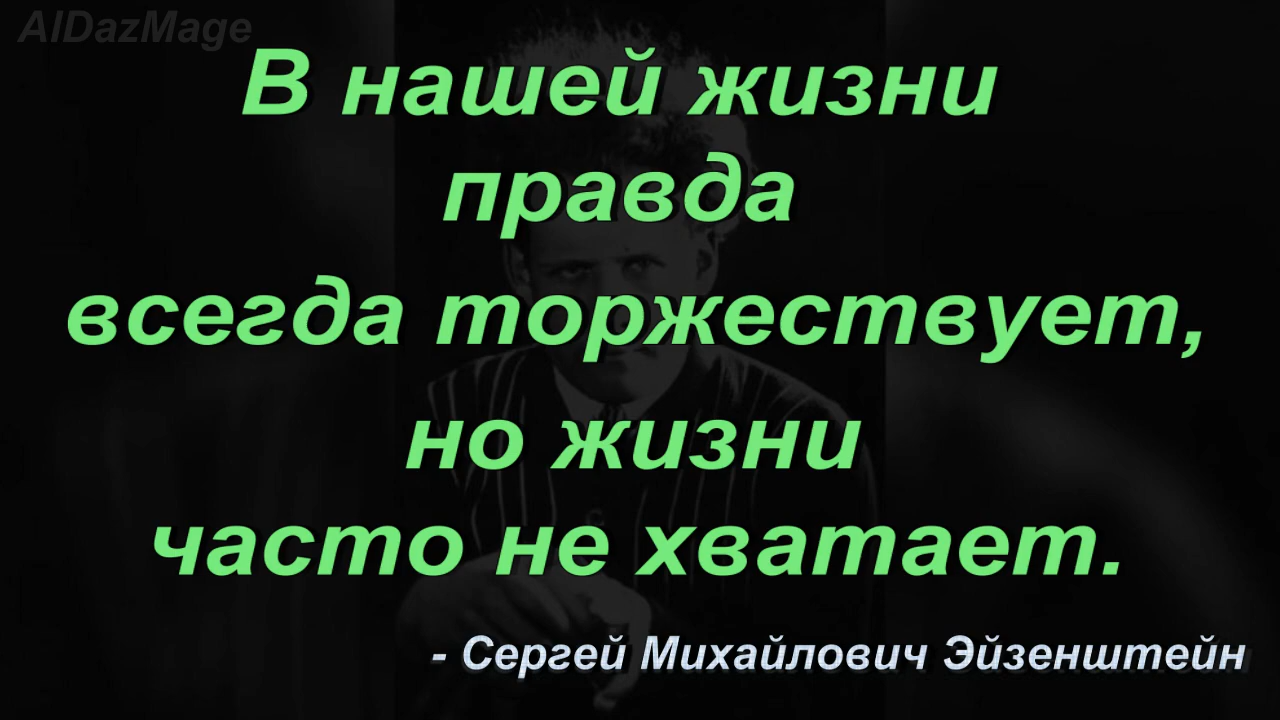 AlDazMage
В нашей жизни
правда
всегда торжествует,
но жизни
часто не хватает.
- Сергей Михайлович Эйзенштейн